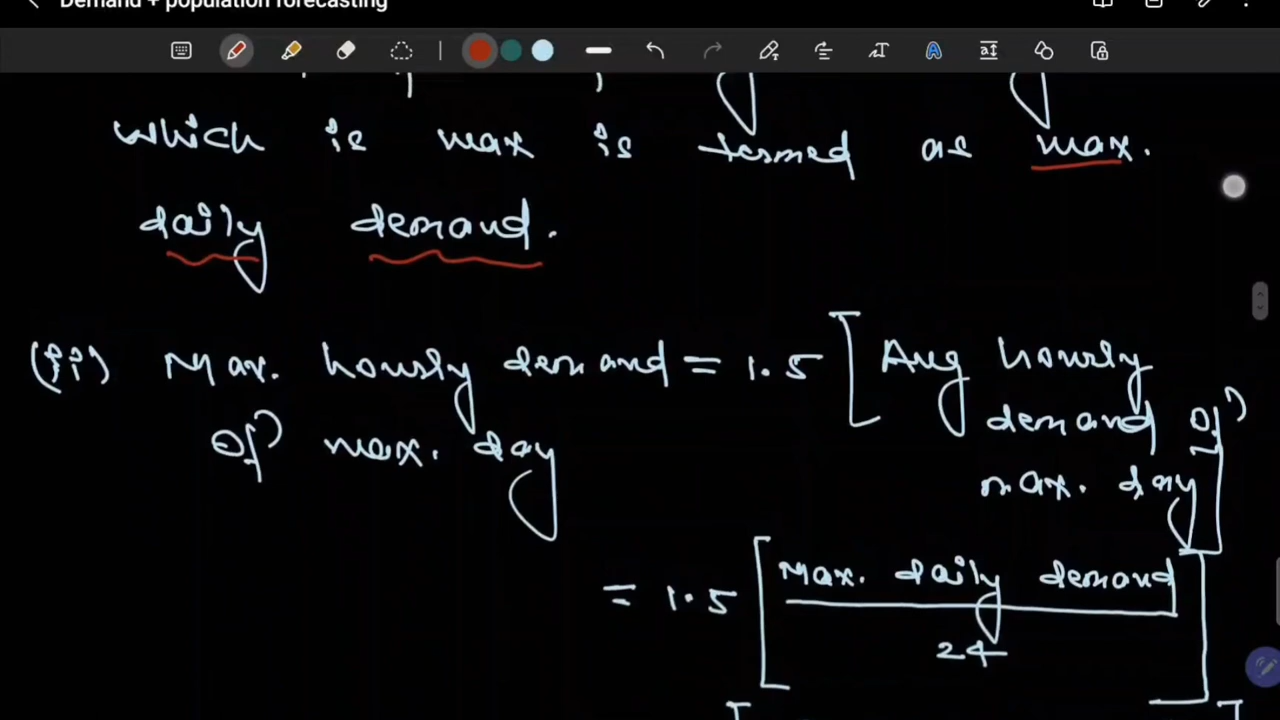 Demand + population forecasting
which is max is termed as max.
daily demand.
(ii) Max. hourly demand = 1.5 [Avg hourly
of max. day
demand of
max. day]
= 1.5 [Max. daily demand
24]